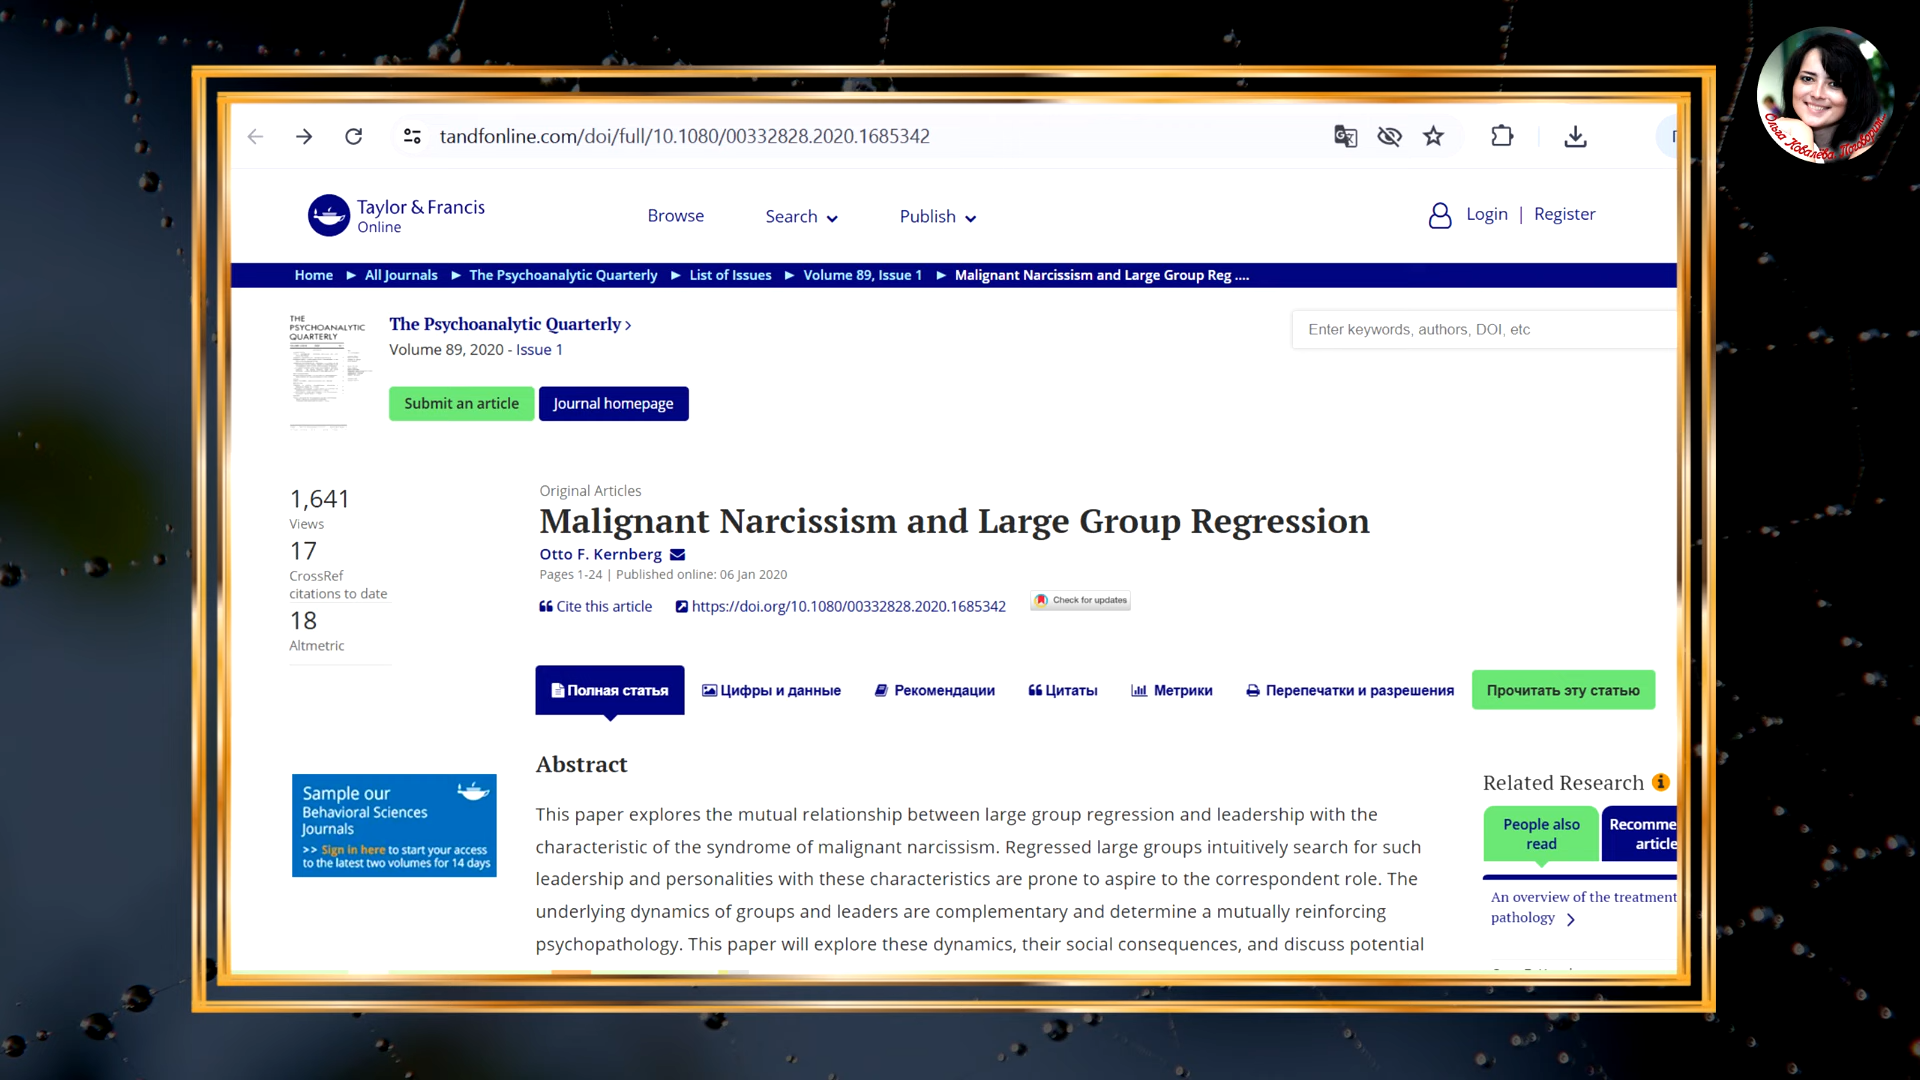 tandfonline.com/doi/full/10.1080/00332828.2020.1685342
Taylor & Francis
Online
Browse
Search
Publish
Login | Register
Home ► All Journals ► The Psychoanalytic Quarterly ► List of Issues ► Volume 89, Issue 1 ► Malignant Narcissism and Large Group Reg ....
THE
PSYCHOANALYTIC
QUARTERLY
The Psychoanalytic Quarterly ›
Volume 89, 2020 - Issue 1
Enter keywords, authors, DOI, etc
Submit an article
Journal homepage
1,641
Views
17
CrossRef
citations to date
18
Altmetric
Original Articles
Malignant Narcissism and Large Group Regression
Otto F. Kernberg
Pages 1-24 | Published online: 06 Jan 2020
Cite this article
https://doi.org/10.1080/00332828.2020.1685342
Check for updates
Полная статья
Цифры и данные
Рекомендации
Цитаты
Метрики
Перепечатки и разрешения
Прочитать эту статью
Sample our
Behavioral Sciences
Journals
>> Sign in here to start your access
to the latest two volumes for 14 days
Abstract
This paper explores the mutual relationship between large group regression and leadership with the
characteristic of the syndrome of malignant narcissism. Regressed large groups intuitively search for such
leadership and personalities with these characteristics are prone to aspire to the correspondent role. The
underlying dynamics of groups and leaders are complementary and determine a mutually reinforcing
psychopathology. This paper will explore these dynamics, their social consequences, and discuss potential
Related Research
People also
read
Recomme
article
An overview of the treatment
pathology
Ольга Ковалёва